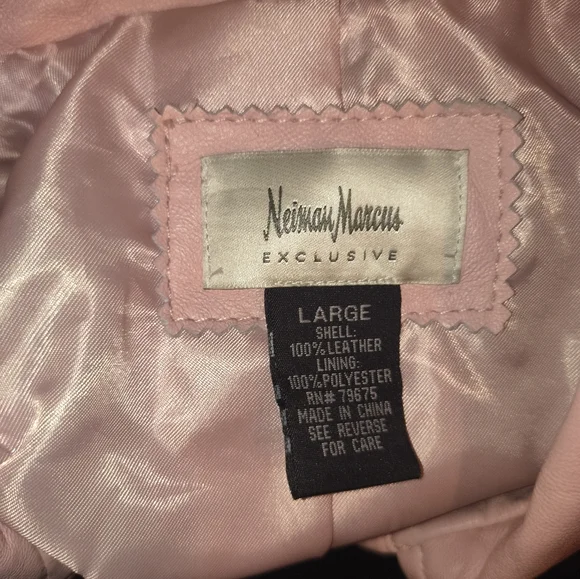 Neiman Marcus
EXCLUSIVE
LARGE
SHELL:
100% LEATHER
LINING:
100% POLYESTER
RN# 79675
MADE IN CHINA
SEE REVERSE
FOR CARE